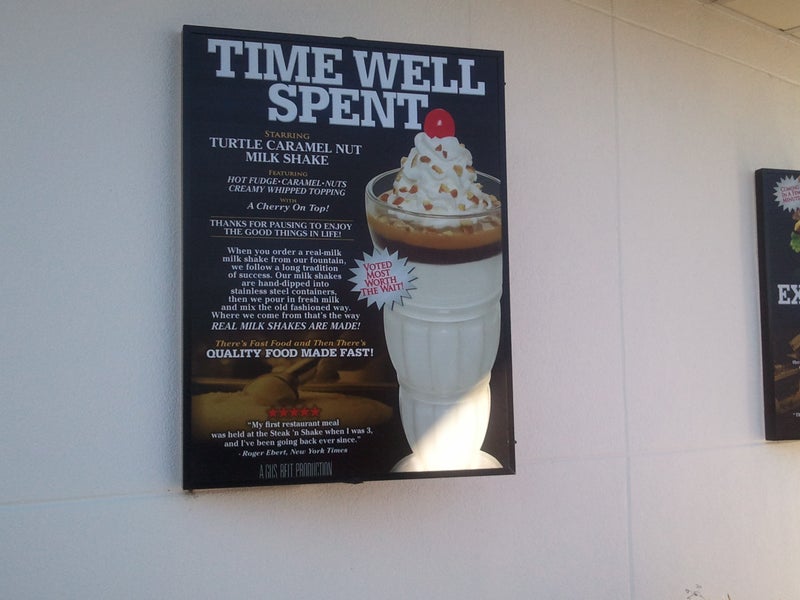 TIME WELL
SPENT
STARRING
TURTLE CARAMEL NUT
MILK SHAKE
FEATURING
HOT FUDGE • CARAMEL • NUTS
CREAMY WHIPPED TOPPING
WITH
A Cherry On Top!
THANKS FOR PAUSING TO ENJOY
THE GOOD THINGS IN LIFE!
When you order a real-milk
milk shake from our fountain,
we follow a long tradition
of success. Our milk shakes
are hand-dipped into
stainless steel containers,
then we pour in fresh milk
and mix the old fashioned way.
Where we come from that's the way
REAL MILK SHAKES ARE MADE!
VOTED
MOST
WORTH
THE WAIT!
There's Fast Food and Then There's
QUALITY FOOD MADE FAST!
"My first restaurant meal
was held at the Steak 'n Shake when I was 3,
and I've been going back ever since."
- Roger Ebert, New York Times
A GUS BELT PRODUCTION
COMING
IN A FEW
MINUTES
EX